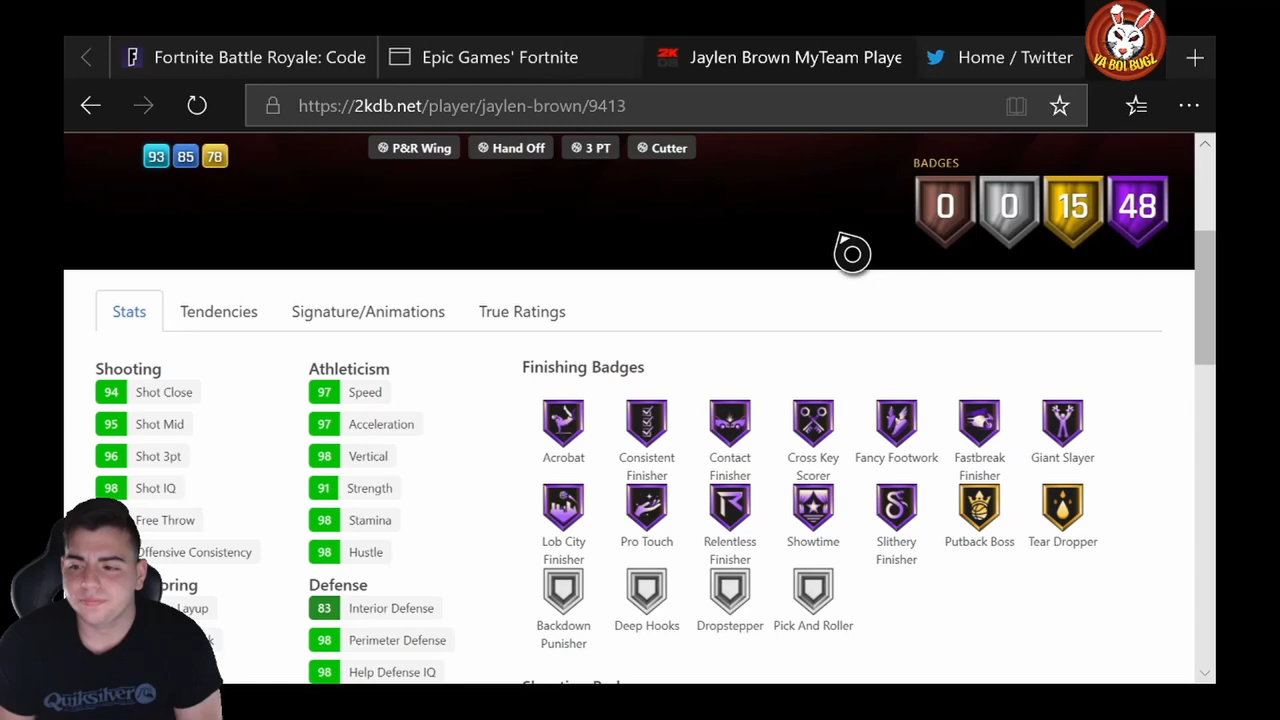 Fortnite Battle Royale: Code
Epic Games' Fortnite
2K DB
Jaylen Brown MyTeam Playe
Home / Twitter
YA BOI BUGZ
https://2kdb.net/player/jaylen-brown/9413
93 85 78
P&R Wing
Hand Off
3 PT
Cutter
BADGES
0 0 15 48
Stats
Tendencies
Signature/Animations
True Ratings
Shooting
94 Shot Close
95 Shot Mid
96 Shot 3pt
98 Shot IQ
Free Throw
Offensive Consistency
oring
Layup
k
Athleticism
97 Speed
97 Acceleration
98 Vertical
91 Strength
98 Stamina
98 Hustle
Defense
83 Interior Defense
98 Perimeter Defense
98 Help Defense IQ
Finishing Badges
Acrobat
Consistent
Finisher
Contact
Finisher
Cross Key
Scorer
Fancy Footwork
Fastbreak
Finisher
Giant Slayer
Lob City
Finisher
Pro Touch
Relentless
Finisher
Showtime
Slithery
Finisher
Putback Boss
Tear Dropper
Backdown
Punisher
Deep Hooks
Dropstepper
Pick And Roller
Quiksilver